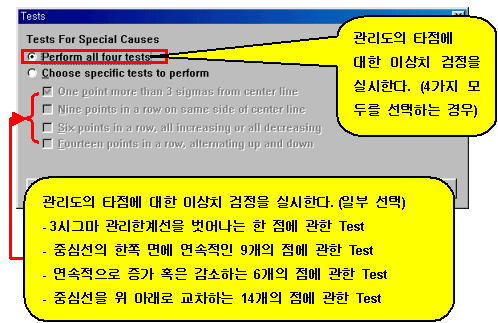 Tests
Tests For Special Causes
Perform all four tests
Choose specific tests to perform
One point more than 3 sigmas from center line
Nine points in a row on same side of center line
Six points in a row, all increasing or all decreasing
Fourteen points in a row, alternating up and down
관리도의 타점에
대한 이상치 검정을
실시한다. (4가지 모
두를 선택하는 경우)
관리도의 타점에 대한 이상치 검정을 실시한다. (일부 선택)
- 3시그마 관리한계선을 벗어나는 한 점에 관한 Test
- 중심선의 한쪽 면에 연속적인 9개의 점에 관한 Test
- 연속적으로 증가 혹은 감소하는 6개의 점에 관한 Test
- 중심선을 위 아래로 교차하는 14개의 점에 관한 Test